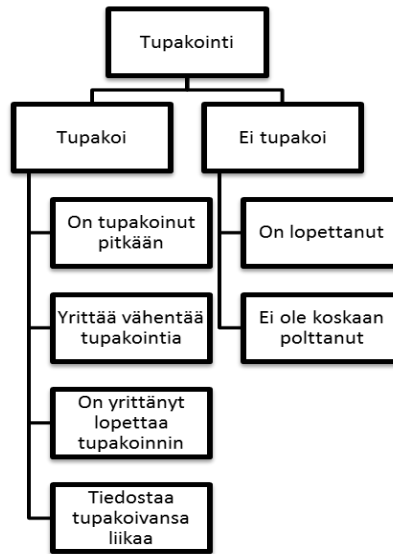 Tupakointi
Tupakoi
Ei tupakoi
On tupakoinut
pitkään
On lopettanut
Yrittää vähentää
tupakointia
Ei ole koskaan
polttanut
On yrittänyt
lopettaa
tupakoinnin
Tiedostaa
tupakoivansa
liikaa